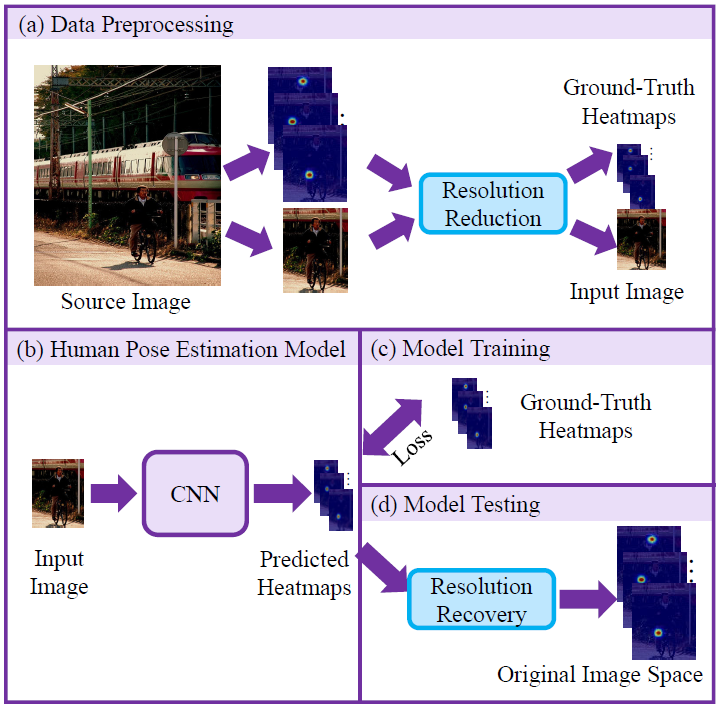 (a) Data Preprocessing
Ground-Truth
Heatmaps
Resolution
Reduction
Source Image
Input Image
(b) Human Pose Estimation Model
CNN
Input
Image
Predicted
Heatmaps
(c) Model Training
Loss
Ground-Truth
Heatmaps
(d) Model Testing
Resolution
Recovery
Original Image Space